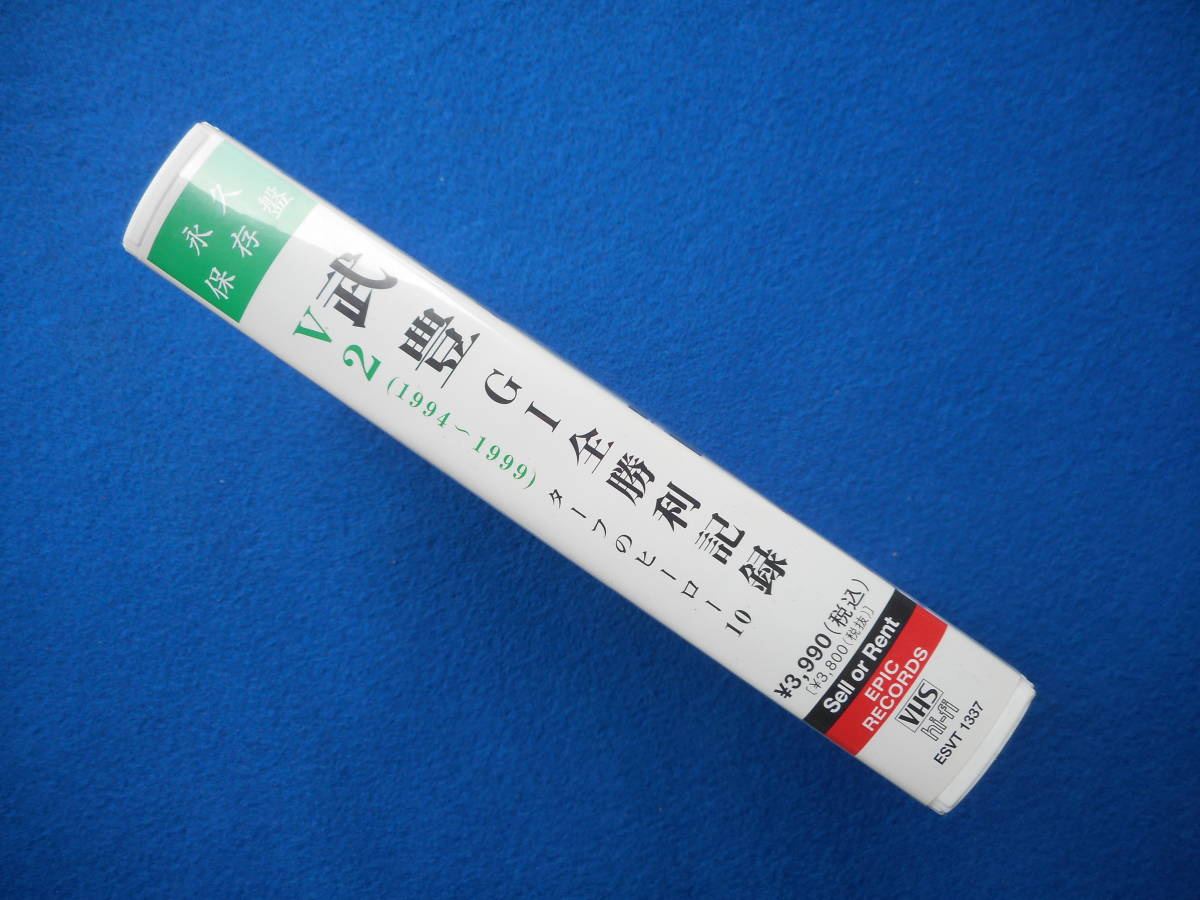 永久
保存盤
武豊 GI全勝利記録
V2(1994〜1999)
ターフのヒーロー10
¥3,990(税込)
〔¥3,800(税抜)〕
Sell or Rent
EPIC
RECORDS
VHS
hi-fi
ESVT 1337